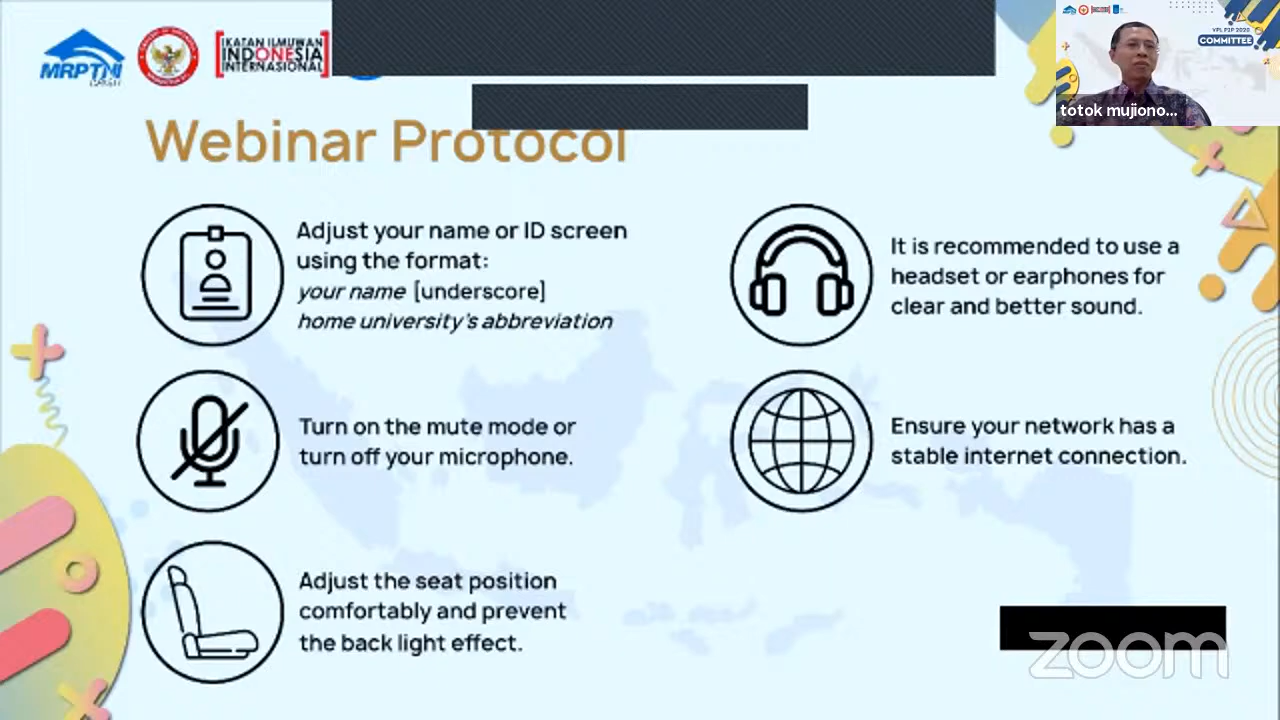 MRPTNI
IKATAN ILMUWAN
INDONESIA
INTERNASIONAL
VPL P2P 2020
COMMITTEE
totok mujiono...
Webinar Protocol
Adjust your name or ID screen
using the format:
your name [underscore]
home university's abbreviation
It is recommended to use a
headset or earphones for
clear and better sound.
Turn on the mute mode or
turn off your microphone.
Ensure your network has a
stable internet connection.
Adjust the seat position
comfortably and prevent
the back light effect.
zoom